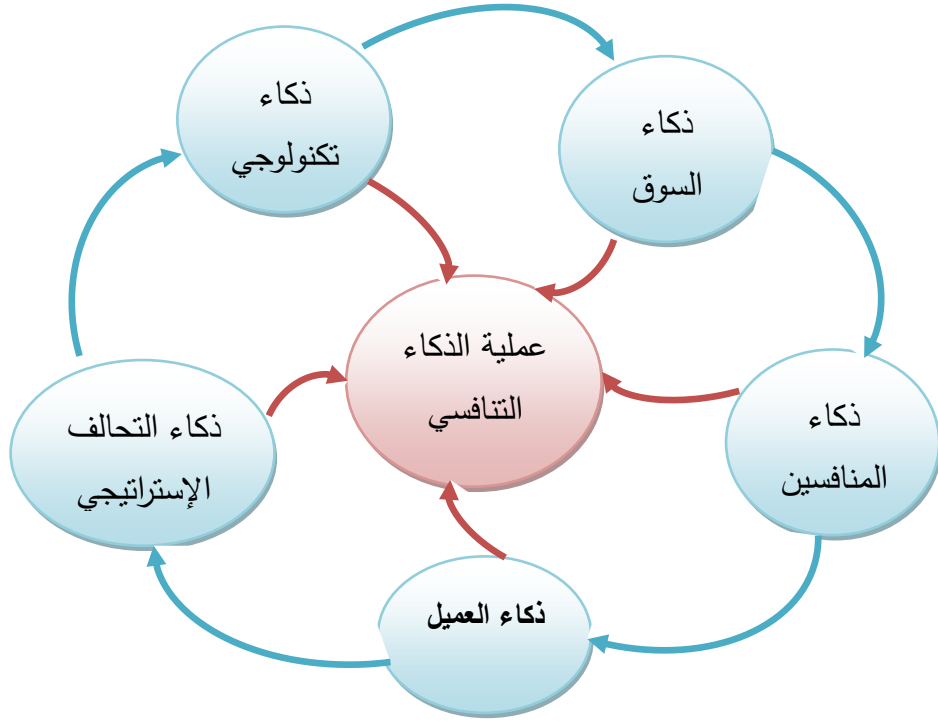 ذكاء
تكنولوجي
ذكاء
السوق
عملية الذكاء
التنافسي
ذكاء
المنافسين
ذكاء التحالف
الإستراتيجي
ذكاء العميل